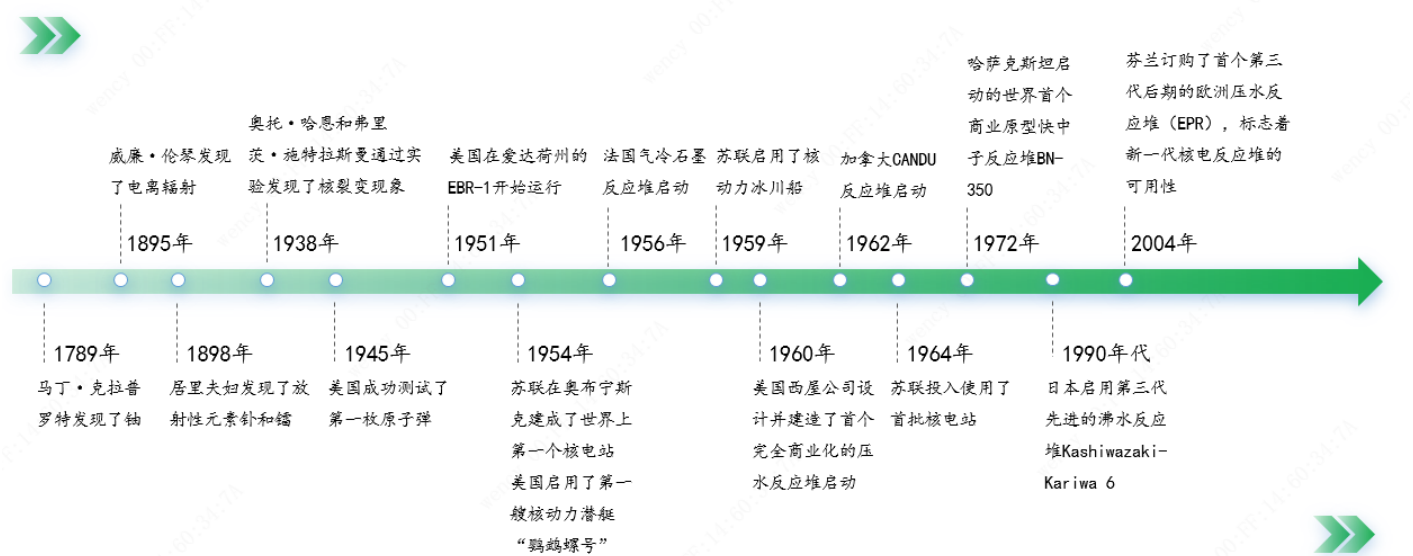 威廉·伦琴发现
了电离辐射
1895年
奥托·哈恩和弗里
茨·施特拉斯曼通过实
验发现了核裂变现象
1938年
美国在爱达荷州的
EBR-1开始运行
1951年
法国气冷石墨
反应堆启动
1956年
苏联启用了核
动力冰川船
1959年
加拿大CANDU
反应堆启动
1962年
哈萨克斯坦启
动的世界首个
商业原型快中
子反应堆BN-
350
1972年
芬兰订购了首个第三
代后期的欧洲压水反
应堆（EPR），标志着
新一代核电反应堆的
可用性
2004年
1789年
马丁·克拉普
罗特发现了铀
1898年
居里夫妇发现了放
射性元素钋和镭
1945年
美国成功测试了
第一枚原子弹
1954年
苏联在奥布宁斯
克建成了世界上
第一个核电站
美国启用了第一
艘核动力潜艇
“鹦鹉螺号”
1960年
美国西屋公司设
计并建造了首个
完全商业化的压
水反应堆启动
1964年
苏联投入使用了
首批核电站
1990年代
日本启用第三代
先进的沸水反应
堆Kashiwazaki-
Kariwa 6
wency 00:FF:14:60:34:7A